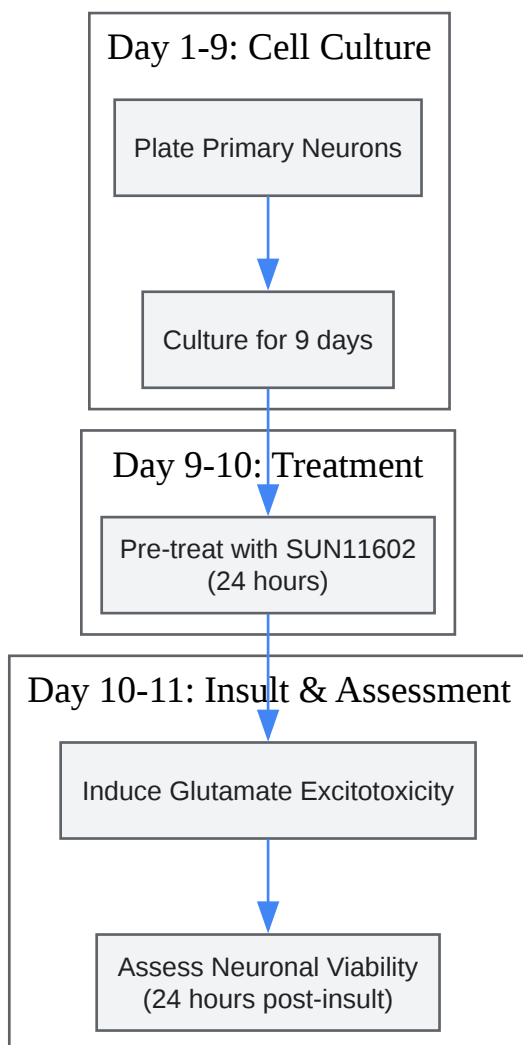 Day 1-9: Cell Culture
Plate Primary Neurons
Culture for 9 days
Day 9-10: Treatment
Pre-treat with SUN11602
(24 hours)
Day 10-11: Insult & Assessment
Induce Glutamate Excitotoxicity
Assess Neuronal Viability
(24 hours post-insult)